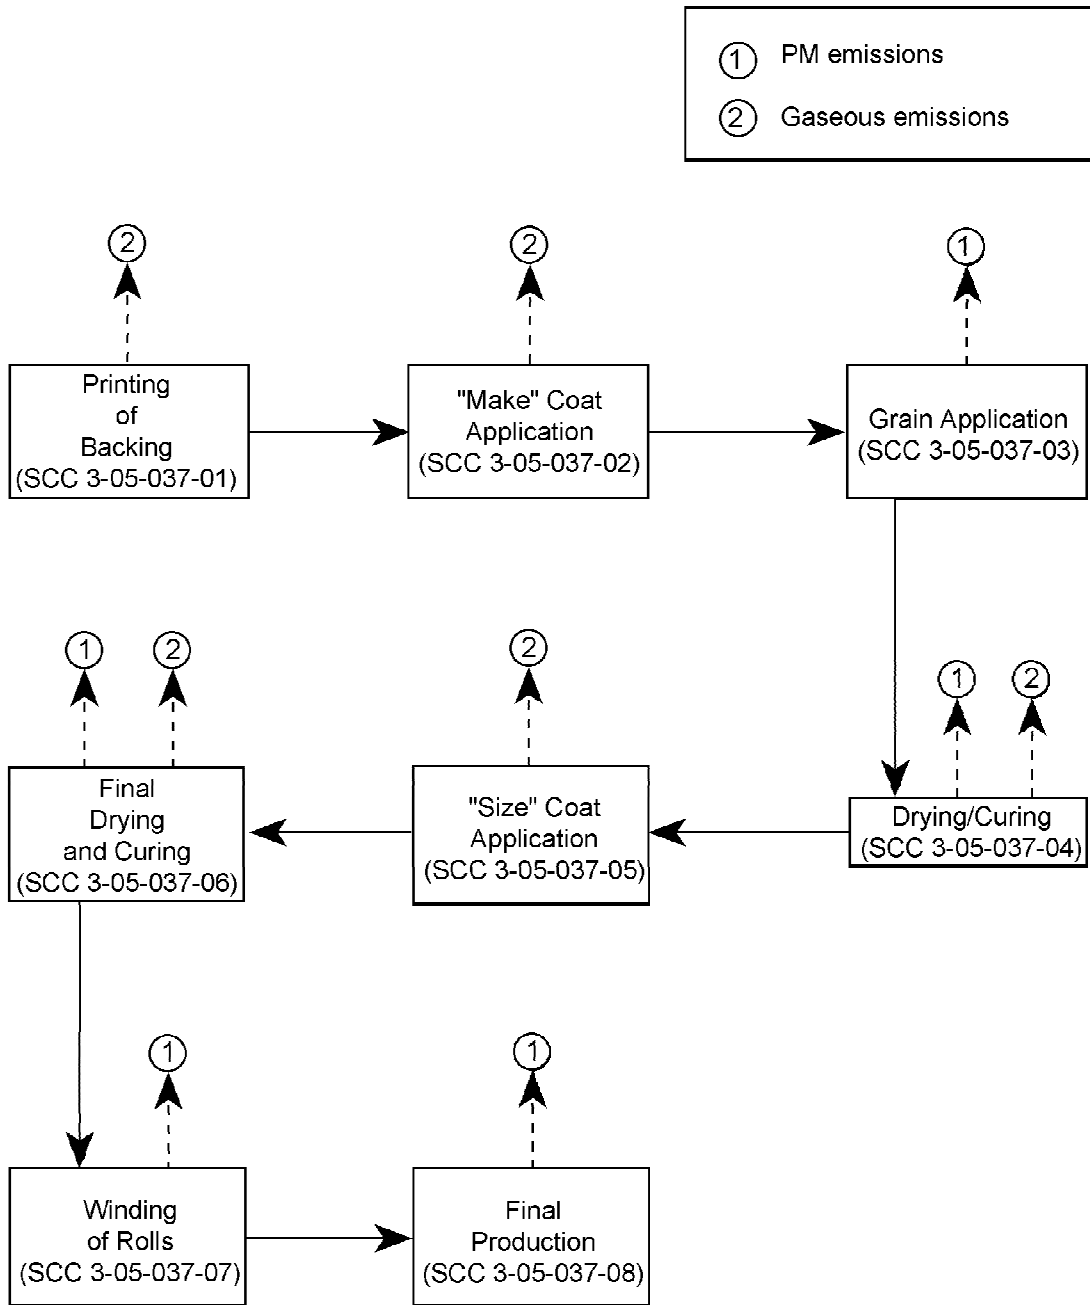 ① PM emissions
② Gaseous emissions
②
②
①
Printing
of
Backing
(SCC 3-05-037-01)
"Make" Coat
Application
(SCC 3-05-037-02)
Grain Application
(SCC 3-05-037-03)
① ②
②
① ②
Final
Drying
and Curing
(SCC 3-05-037-06)
"Size" Coat
Application
(SCC 3-05-037-05)
Drying/Curing
(SCC 3-05-037-04)
①
①
Winding
of Rolls
(SCC 3-05-037-07)
Final
Production
(SCC 3-05-037-08)